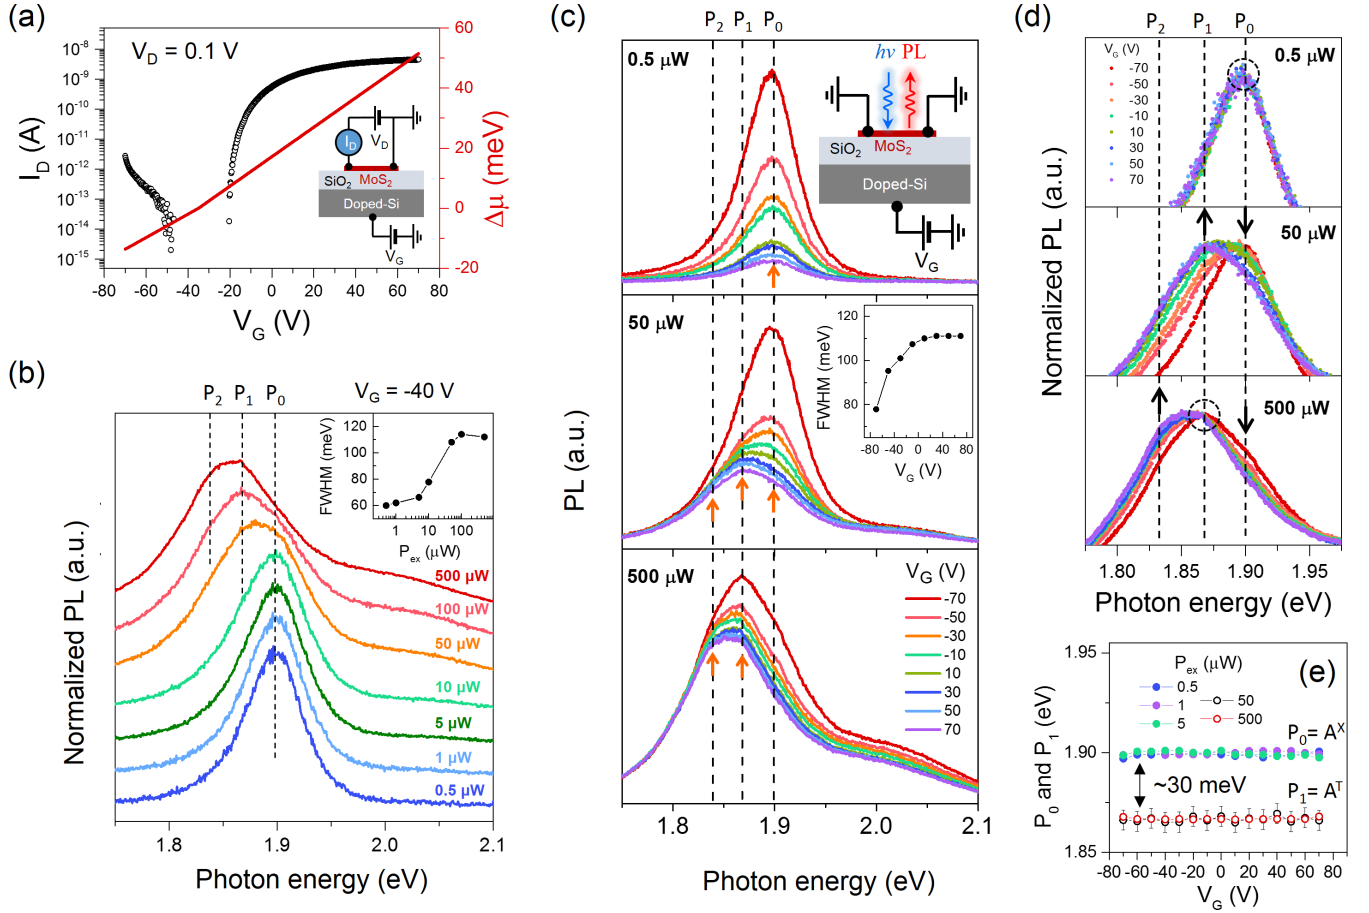 (a)
V_D = 0.1 V
I_D (A)
10⁻⁸
10⁻⁹
10⁻¹⁰
10⁻¹¹
10⁻¹²
10⁻¹³
10⁻¹⁴
10⁻¹⁵
60
40
20
0
-20
Δμ (meV)
-80 -60 -40 -20 0 20 40 60 80
V_G (V)
I_D
V_D
SiO₂
MoS₂
Doped-Si
V_G
(b)
P₂ P₁ P₀
V_G = -40 V
Normalized PL (a.u.)
FWHM (meV)
120
100
80
60
1 10 100
P_ex (μW)
500 μW
100 μW
50 μW
10 μW
5 μW
1 μW
0.5 μW
1.8 1.9 2.0 2.1
Photon energy (eV)
(c)
P₂ P₁ P₀
0.5 μW
hν PL
SiO₂
MoS₂
Doped-Si
V_G
1.8 1.9 2.0 2.1
PL (a.u.)
50 μW
FWHM (meV)
120
100
80
-80 -40 0 40 80
V_G (V)
500 μW
V_G (V)
-70
-50
-30
-10
10
30
50
70
1.8 1.9 2.0 2.1
Photon energy (eV)
(d)
P₂ P₁ P₀
0.5 μW
V_G (V)
-70
-50
-30
-10
10
30
50
70
Normalized PL (a.u.)
50 μW
500 μW
1.80 1.85 1.90 1.95
Photon energy (eV)
(e)
P₀ and P₁ (eV)
1.95
1.90
1.85
P_ex (μW)
0.5 50
1 500
5
P₀= Aˣ
~30 meV
P₁= Aᵀ
-80 -60 -40 -20 0 20 40 60 80
V_G (V)